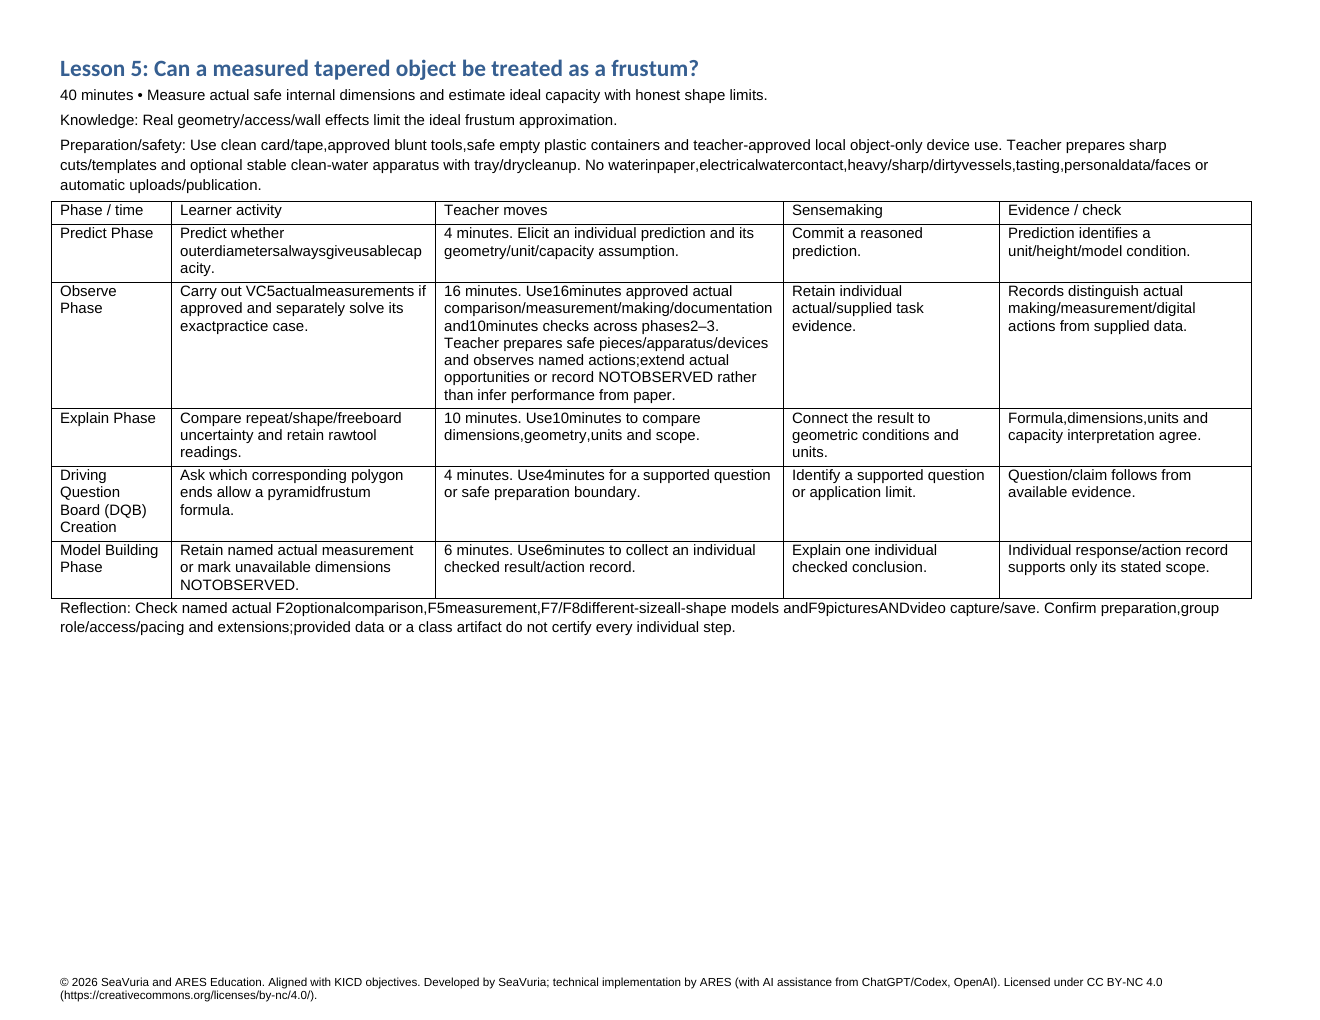 Lesson 5: Can a measured tapered object be treated as a frustum?
40 minutes • Measure actual safe internal dimensions and estimate ideal capacity with honest shape limits.
Knowledge: Real geometry/access/wall effects limit the ideal frustum approximation.
Preparation/safety: Use clean card/tape,approved blunt tools,safe empty plastic containers and teacher-approved local object-only device use. Teacher prepares sharp
cuts/templates and optional stable clean-water apparatus with tray/drycleanup. No waterinpaper,electricalwatercontact,heavy/sharp/dirtyvessels,tasting,personaldata/faces or
automatic uploads/publication.
Phase / time
Learner activity
Teacher moves
Sensemaking
Evidence / check
Predict Phase
Predict whether
outerdiametersalwaysgiveusablecap
acity.
4 minutes. Elicit an individual prediction and its
geometry/unit/capacity assumption.
Commit a reasoned
prediction.
Prediction identifies a
unit/height/model condition.
Observe
Phase
Carry out VC5actualmeasurements if
approved and separately solve its
exactpractice case.
16 minutes. Use16minutes approved actual
comparison/measurement/making/documentation
and10minutes checks across phases2–3.
Teacher prepares safe pieces/apparatus/devices
and observes named actions;extend actual
opportunities or record NOTOBSERVED rather
than infer performance from paper.
Retain individual
actual/supplied task
evidence.
Records distinguish actual
making/measurement/digital
actions from supplied data.
Explain Phase
Compare repeat/shape/freeboard
uncertainty and retain rawtool
readings.
10 minutes. Use10minutes to compare
dimensions,geometry,units and scope.
Connect the result to
geometric conditions and
units.
Formula,dimensions,units and
capacity interpretation agree.
Driving
Question
Board (DQB)
Creation
Ask which corresponding polygon
ends allow a pyramidfrustum
formula.
4 minutes. Use4minutes for a supported question
or safe preparation boundary.
Identify a supported question
or application limit.
Question/claim follows from
available evidence.
Model Building
Phase
Retain named actual measurement
or mark unavailable dimensions
NOTOBSERVED.
6 minutes. Use6minutes to collect an individual
checked result/action record.
Explain one individual
checked conclusion.
Individual response/action record
supports only its stated scope.
Reflection: Check named actual F2optionalcomparison,F5measurement,F7/F8different-sizeall-shape models andF9picturesANDvideo capture/save. Confirm preparation,group
role/access/pacing and extensions;provided data or a class artifact do not certify every individual step.
© 2026 SeaVuria and ARES Education. Aligned with KICD objectives. Developed by SeaVuria; technical implementation by ARES (with AI assistance from ChatGPT/Codex, OpenAI). Licensed under CC BY-NC 4.0
(https://creativecommons.org/licenses/by-nc/4.0/).